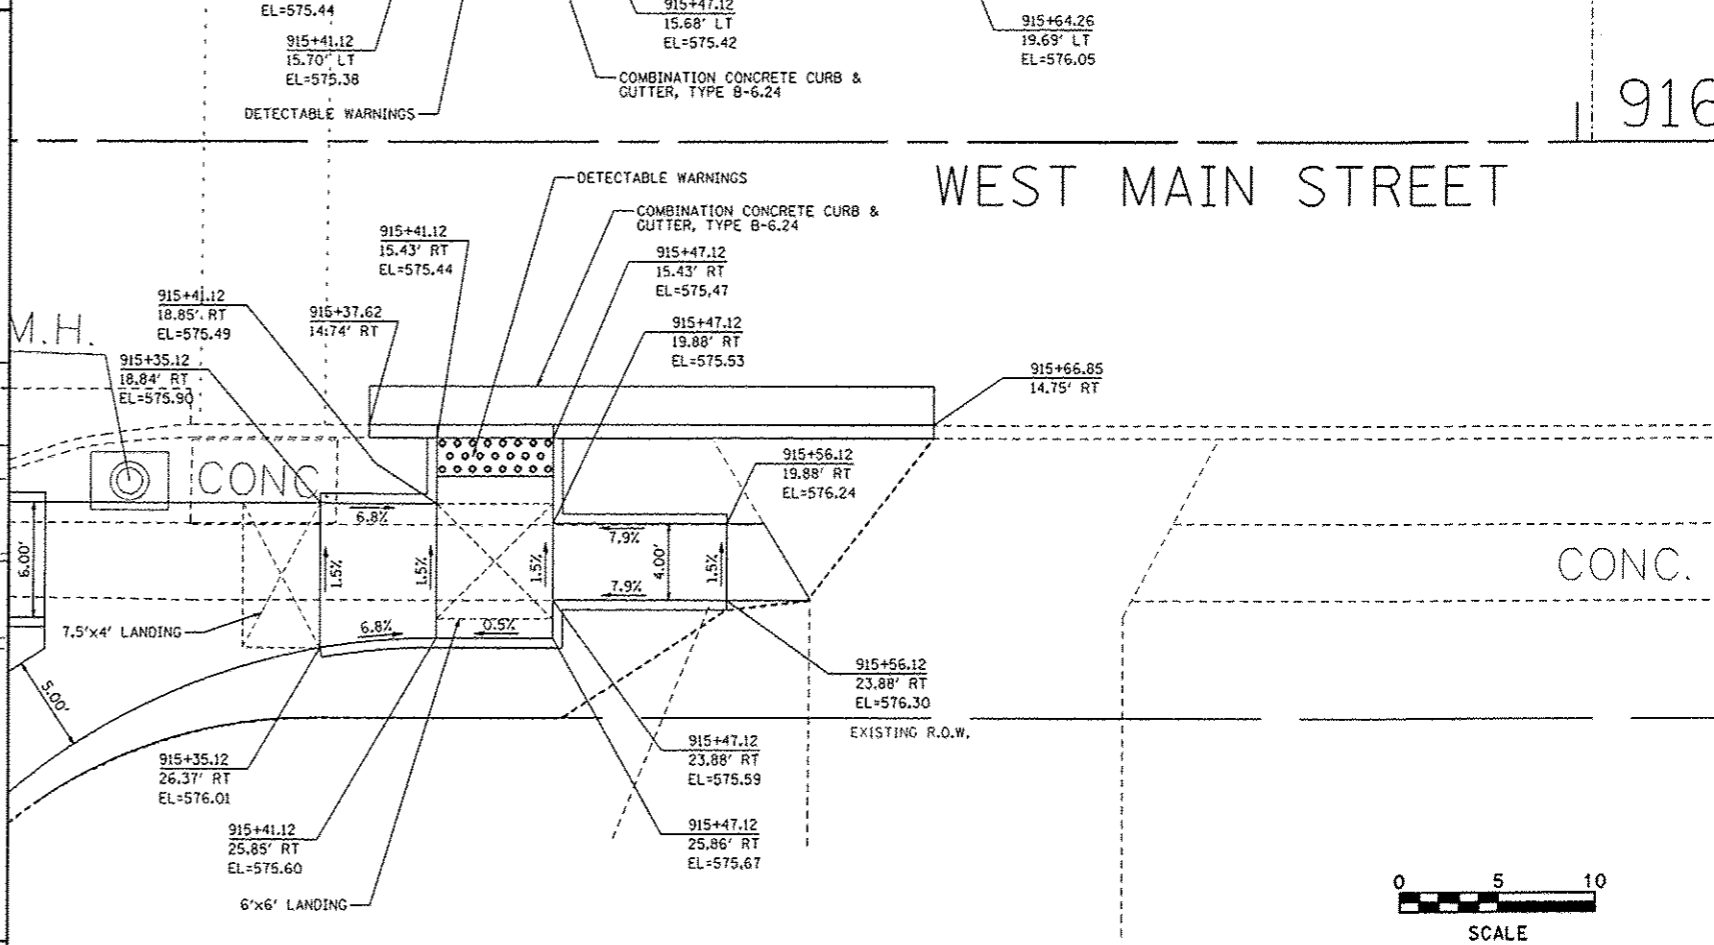 EL=575.44
915+41.12
15.70' LT
EL=575.38
DETECTABLE WARNINGS
915+47.12
15.68' LT
EL=575.42
COMBINATION CONCRETE CURB &
GUTTER, TYPE B-6.24
915+64.26
19.69' LT
EL=576.05
916
WEST MAIN STREET
DETECTABLE WARNINGS
COMBINATION CONCRETE CURB &
GUTTER, TYPE B-6.24
915+41.12
15.43' RT
EL=575.44
915+47.12
15.43' RT
EL=575.47
915+41.12
18.85' RT
EL=575.49
915+37.62
14.74' RT
915+47.12
19.88' RT
EL=575.53
M.H.
915+35.12
18.84' RT
EL=575.90
915+66.85
14.75' RT
CONC
915+56.12
19.88' RT
EL=576.24
6.8%
7.9%
6.00'
1.5%
1.5%
1.5%
4.00'
1.5%
7.9%
CONC.
7.5'x4' LANDING
6.8%
0.5%
5.00'
915+56.12
23.88' RT
EL=576.30
EXISTING R.O.W.
915+35.12
26.37' RT
EL=576.01
915+47.12
23.88' RT
EL=575.59
915+41.12
25.85' RT
EL=575.60
915+47.12
25.86' RT
EL=575.67
6'x6' LANDING
0 5 10
SCALE